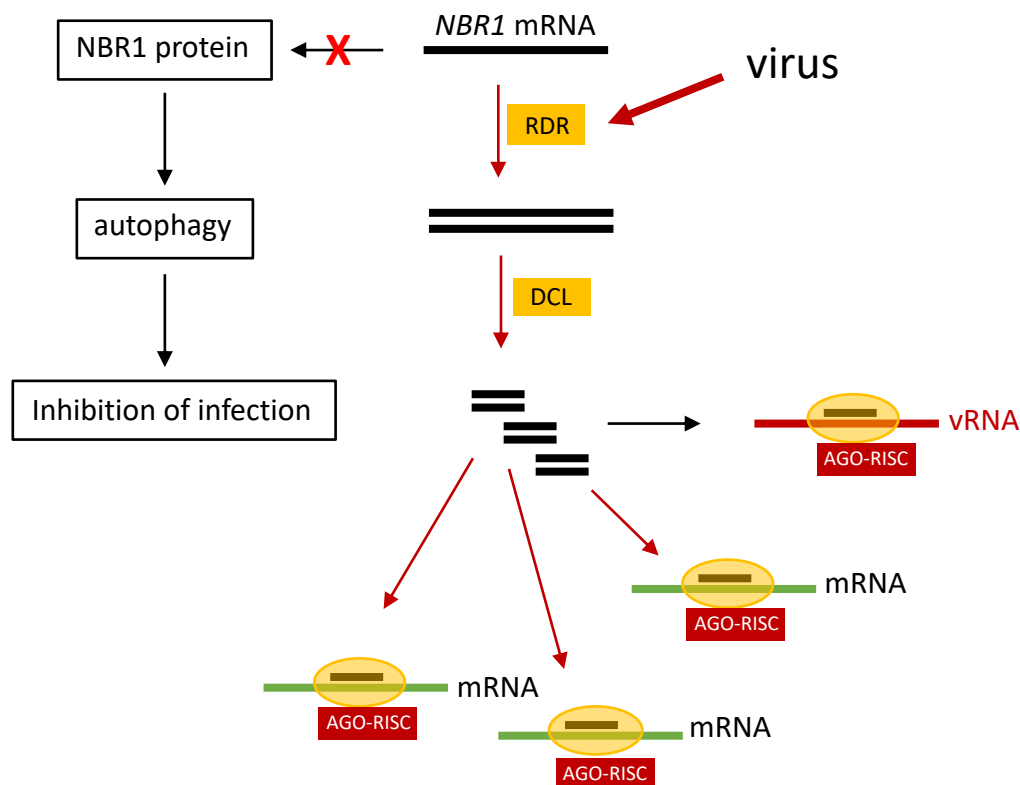 NBR1 mRNA
NBR1 protein
X
virus
RDR
autophagy
DCL
Inhibition of infection
vRNA
AGO-RISC
mRNA
AGO-RISC
mRNA
AGO-RISC
mRNA
AGO-RISC